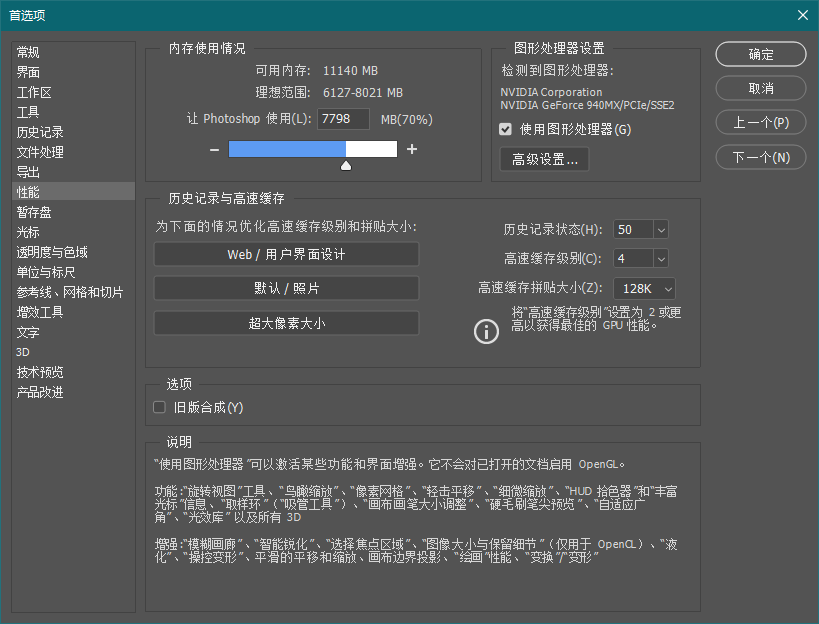 首选项
常规
界面
工作区
工具
历史记录
文件处理
导出
性能
暂存盘
光标
透明度与色域
单位与标尺
参考线、网格和切片
增效工具
文字
3D
技术预览
产品改进
内存使用情况
可用内存: 11140 MB
理想范围: 6127-8021 MB
让 Photoshop 使用(L): 7798 MB(70%)
图形处理器设置
检测到图形处理器:
NVIDIA Corporation
NVIDIA GeForce 940MX/PCIe/SSE2
使用图形处理器(G)
高级设置...
确定
取消
上一个(P)
下一个(N)
历史记录与高速缓存
为下面的情况优化高速缓存级别和拼贴大小:
Web / 用户界面设计
默认 / 照片
超大像素大小
历史记录状态(H): 50
高速缓存级别(C): 4
高速缓存拼贴大小(Z): 128K
将“高速缓存级别”设置为 2 或更
高以获得最佳的 GPU 性能。
选项
旧版合成(Y)
说明
“使用图形处理器”可以激活某些功能和界面增强。它不会对已打开的文档启用 OpenGL。
功能:“旋转视图”工具、“鸟瞰缩放”、“像素网格”、“轻击平移”、“细微缩放”、“HUD 拾色器”和“丰富
光标”信息、“取样环”（“吸管工具”）、“画布画笔大小调整”、“硬毛刷笔尖预览”、“自适应广
角”、“光效库”以及所有 3D
增强:“模糊画廊”、“智能锐化”、“选择焦点区域”、“图像大小与保留细节”（仅用于 OpenCL）、“液
化”、“操控变形”、平滑的平移和缩放、画布边界投影、“绘画”性能、“变换”/“变形”